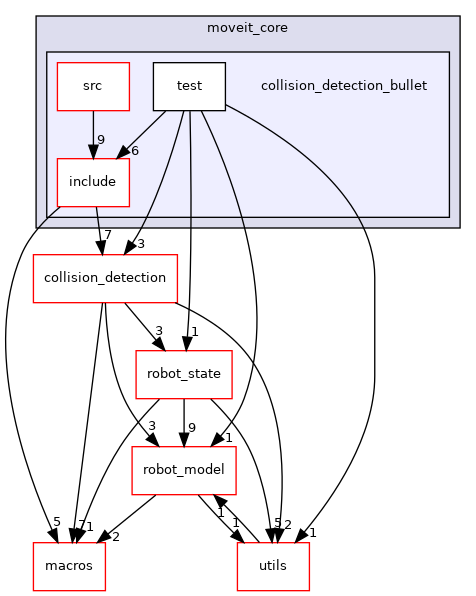 moveit_core
src
test
collision_detection_bullet
9
6
include
7
3
collision_detection
3
1
robot_state
3
9
1
robot_model
5
1
2
1
1
5
2
1
macros
utils